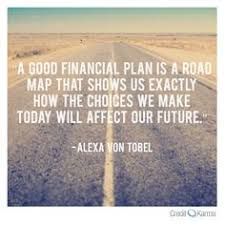 "A GOOD FINANCIAL PLAN IS A ROAD
MAP THAT SHOWS US EXACTLY
HOW THE CHOICES WE MAKE
TODAY WILL AFFECT OUR FUTURE."
-ALEXA VON TOBEL
Credit Karma